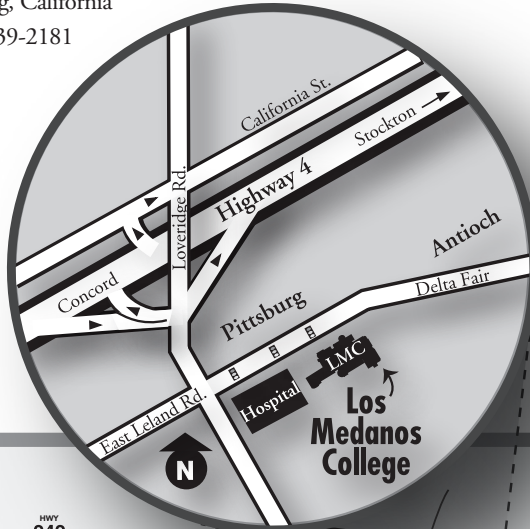 g, California
39-2181
California St.
Stockton
Highway 4
Loveridge Rd.
Concord
Antioch
Delta Fair
Pittsburg
LMC
Hospital
East Leland Rd.
Los
Medanos
College
N
HWY